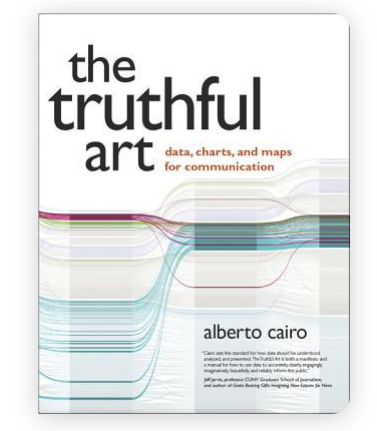 the
truthful
art
data, charts, and maps
for communication
alberto cairo
"Cairo sets the standard for how data should be understood,
analyzed, and presented. The Truthful Art is both a manifesto and
a manual for how to use data to accurately, clearly, engagingly,
imaginatively, beautifully, and reliably inform the public."
Jeff Jarvis, professor, CUNY Graduate School of Journalism,
and author of Geeks Bearing Gifts: Imagining New Futures for News